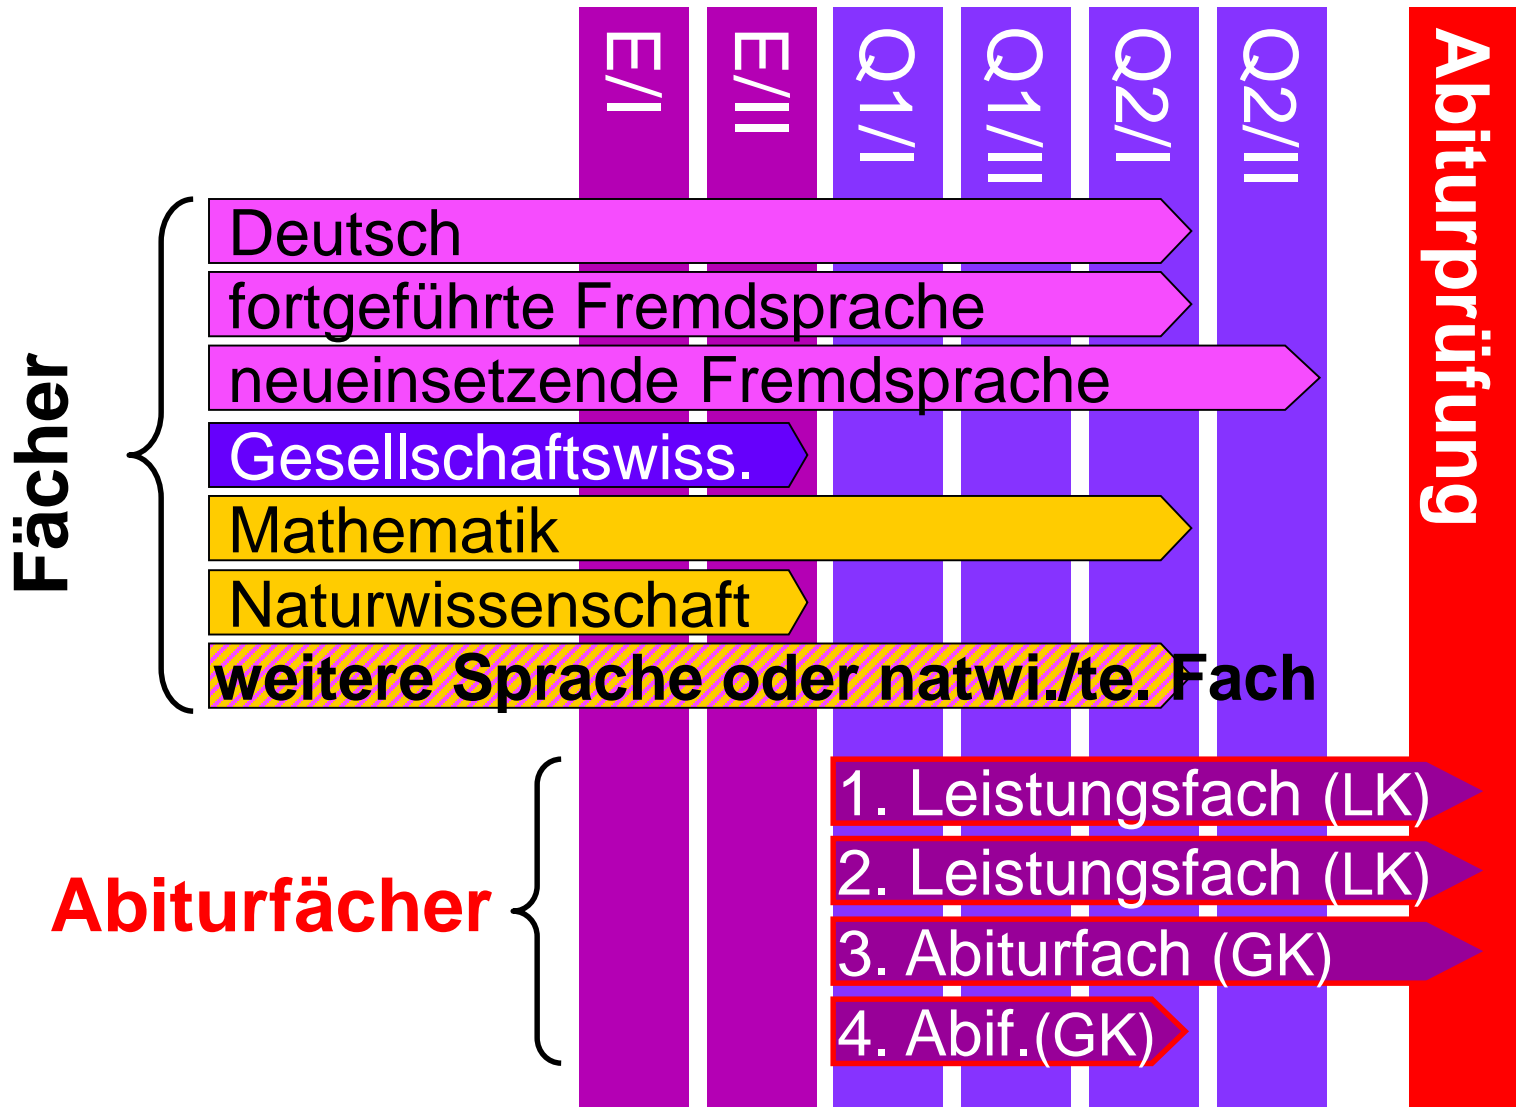 E/I
E/II
Q1/I
Q1/II
Q2/I
Q2/II
Abiturprüfung
Fächer
Deutsch
fortgeführte Fremdsprache
neueinsetzende Fremdsprache
Gesellschaftswiss.
Mathematik
Naturwissenschaft
weitere Sprache oder natwi./te. Fach
Abiturfächer
1. Leistungsfach (LK)
2. Leistungsfach (LK)
3. Abiturfach (GK)
4. Abif.(GK)